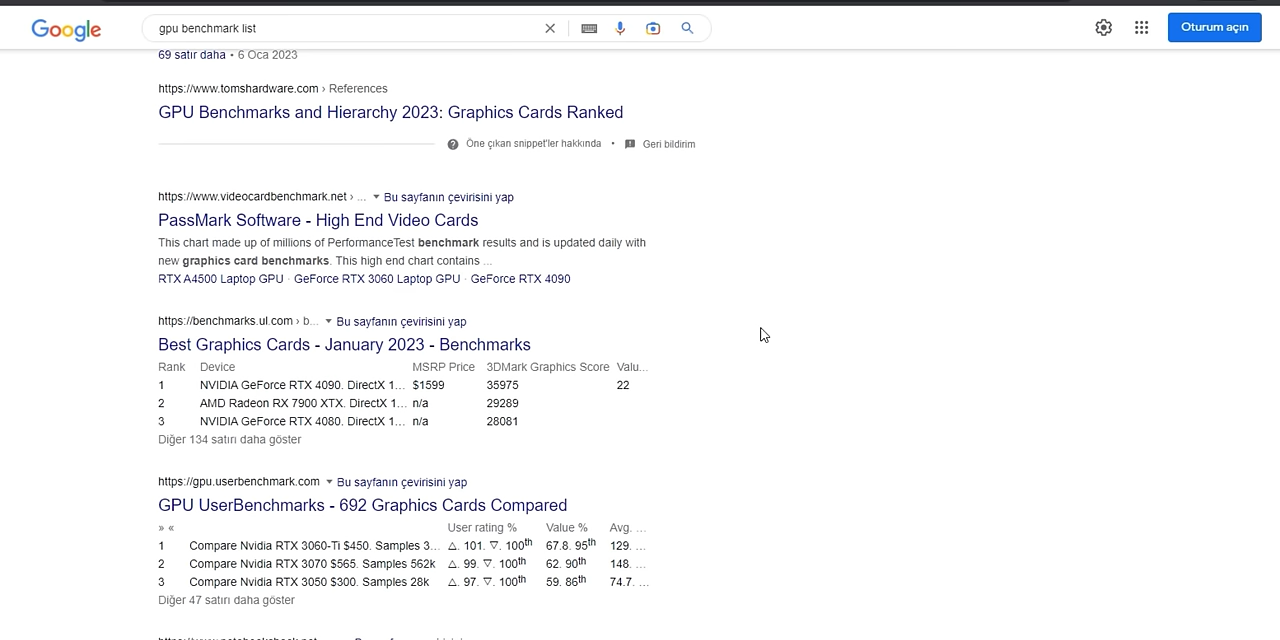 Google
gpu benchmark list
Oturum açın
69 satır daha • 6 Oca 2023
https://www.tomshardware.com › References
GPU Benchmarks and Hierarchy 2023: Graphics Cards Ranked
Öne çıkan snippet'ler hakkında • Geri bildirim
https://www.videocardbenchmark.net › ... Bu sayfanın çevirisini yap
PassMark Software - High End Video Cards
This chart made up of millions of PerformanceTest benchmark results and is updated daily with
new graphics card benchmarks. This high end chart contains ...
RTX A4500 Laptop GPU · GeForce RTX 3060 Laptop GPU · GeForce RTX 4090
https://benchmarks.ul.com › b... Bu sayfanın çevirisini yap
Best Graphics Cards - January 2023 - Benchmarks
Rank Device MSRP Price 3DMark Graphics Score Valu...
1 NVIDIA GeForce RTX 4090. DirectX 1... $1599 35975 22
2 AMD Radeon RX 7900 XTX. DirectX 1... n/a 29289
3 NVIDIA GeForce RTX 4080. DirectX 1... n/a 28081
Diğer 134 satırı daha göster
https://gpu.userbenchmark.com Bu sayfanın çevirisini yap
GPU UserBenchmarks - 692 Graphics Cards Compared
» « User rating % Value % Avg. ...
1 Compare Nvidia RTX 3060-Ti $450. Samples 3... △. 101. ▽. 100th 67.8. 95th 129. ...
2 Compare Nvidia RTX 3070 $565. Samples 562k △. 99. ▽. 100th 62. 90th 148. ...
3 Compare Nvidia RTX 3050 $300. Samples 28k △. 97. ▽. 100th 59. 86th 74.7. ...
Diğer 47 satırı daha göster